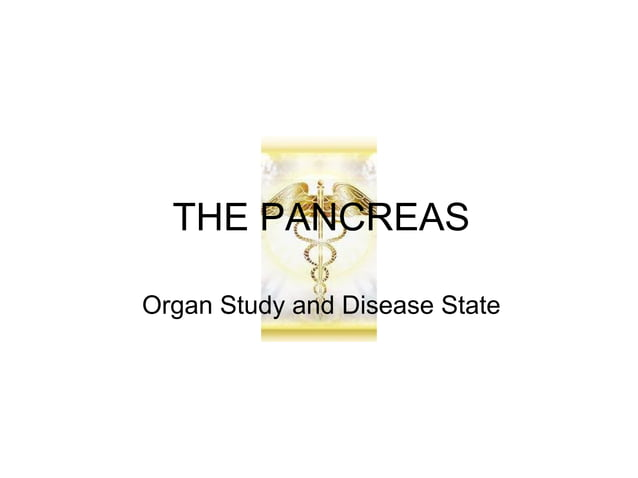 THE PANCREAS
Organ Study and Disease State